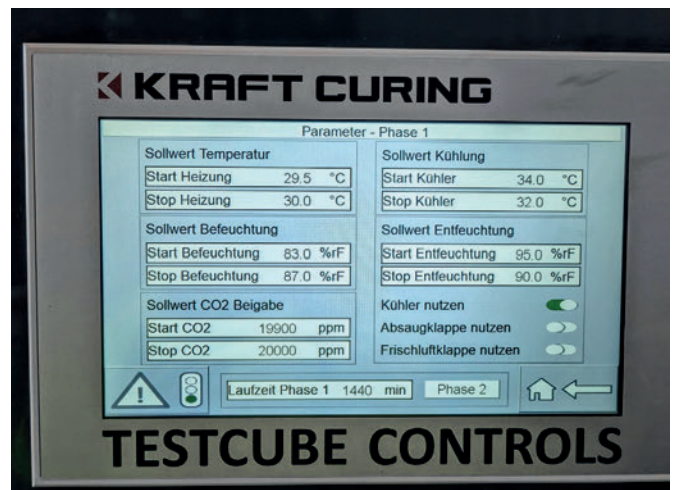 KRAFT CURING
Parameter - Phase 1
Sollwert Temperatur
Start Heizung 29.5 °C
Stop Heizung 30.0 °C
Sollwert Kühlung
Start Kühler 34.0 °C
Stop Kühler 32.0 °C
Sollwert Befeuchtung
Start Befeuchtung 83.0 %rF
Stop Befeuchtung 87.0 %rF
Sollwert Entfeuchtung
Start Entfeuchtung 95.0 %rF
Stop Entfeuchtung 90.0 %rF
Sollwert CO2 Beigabe
Start CO2 19900 ppm
Stop CO2 20000 ppm
Kühler nutzen
Absaugklappe nutzen
Frischluftklappe nutzen
Laufzeit Phase 1 1440 min
Phase 2
TESTCUBE CONTROLS